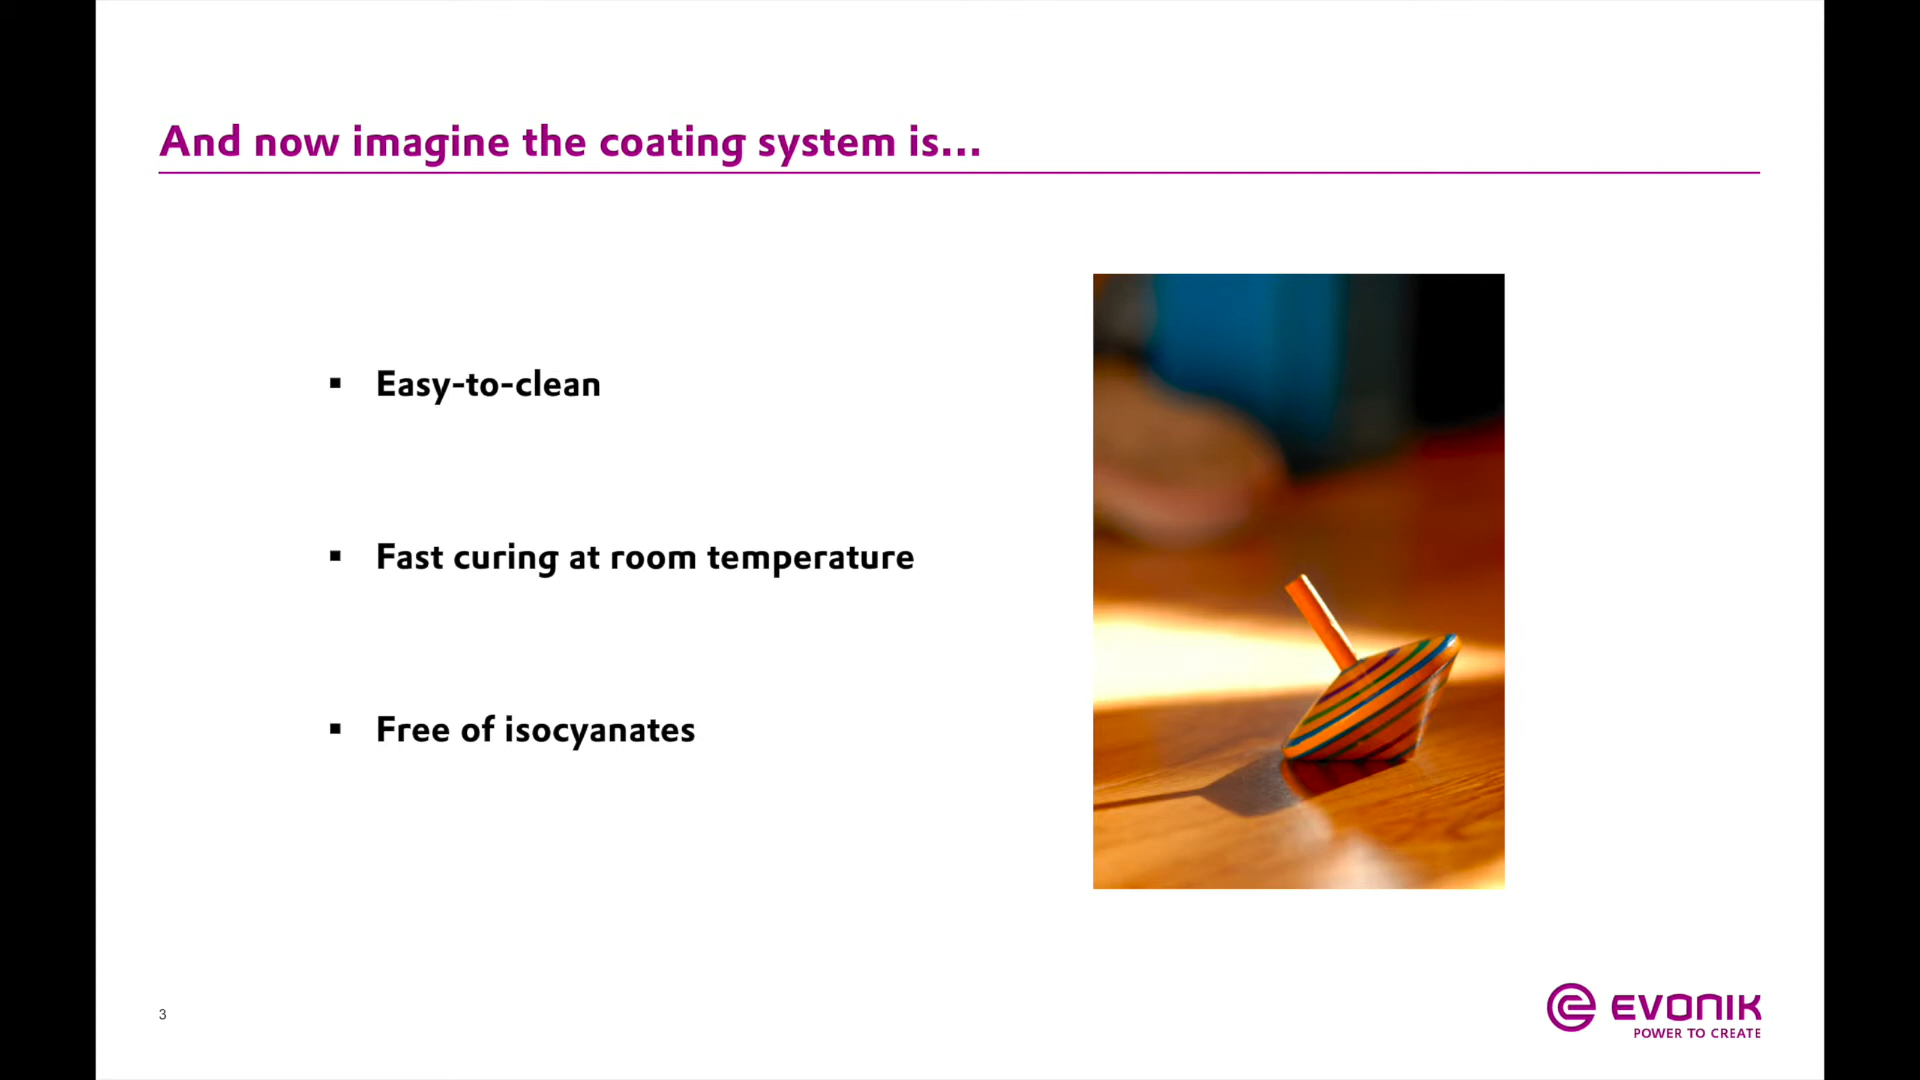 And now imagine the coating system is...
▪ Easy-to-clean
▪ Fast curing at room temperature
▪ Free of isocyanates
3
EVONIK
POWER TO CREATE